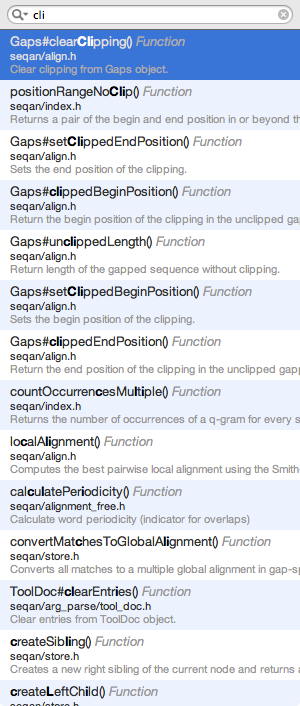 cli
Gaps#clearClipping() Function
seqan/align.h
Clear clipping from Gaps object.
positionRangeNoClip() Function
seqan/index.h
Returns a pair of the begin and end position in or beyond th
Gaps#setClippedEndPosition() Function
seqan/align.h
Sets the end position of the clipping.
Gaps#clippedBeginPosition() Function
seqan/align.h
Return the begin position of the clipping in the unclipped ga
Gaps#unclippedLength() Function
seqan/align.h
Return length of the gapped sequence without clipping.
Gaps#setClippedBeginPosition() Function
seqan/align.h
Sets the begin position of the clipping.
Gaps#clippedEndPosition() Function
seqan/align.h
Return the end position of the clipping in the unclipped gapp
countOccurrencesMultiple() Function
seqan/index.h
Returns the number of occurrences of a q-gram for every s
localAlignment() Function
seqan/align.h
Computes the best pairwise local alignment using the Smith-
calculatePeriodicity() Function
seqan/alignment_free.h
Calculate word periodicity (indicator for overlaps)
convertMatchesToGlobalAlignment() Function
seqan/store.h
Converts all matches to a multiple global alignment in gap-sp
ToolDoc#clearEntries() Function
seqan/arg_parse/tool_doc.h
Clear entries from ToolDoc object.
createSibling() Function
seqan/store.h
Creates a new right sibling of the current node and returns a
createLeftChild() Function
seqan/store.h